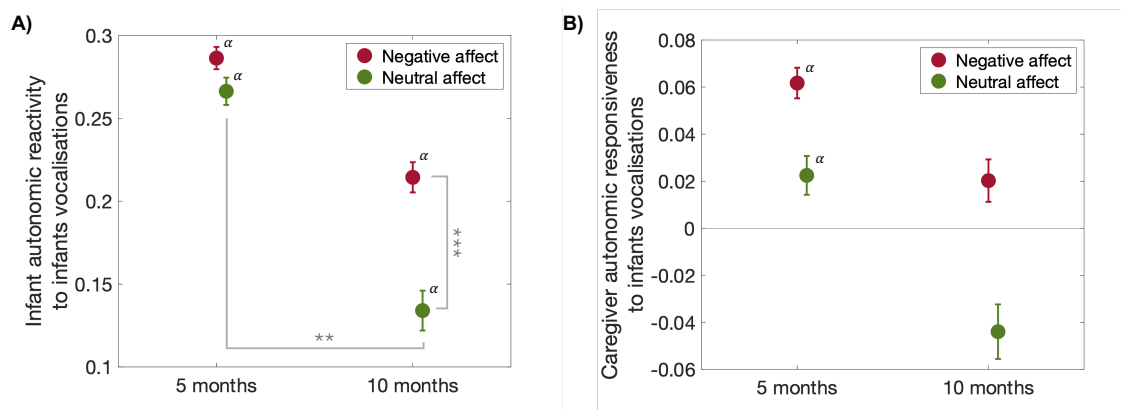 A)
Infant autonomic reactivity
to infants vocalisations
0.3
0.25
0.2
0.15
0.1
α
α
α
α
Negative affect
Neutral affect
***
**
5 months
10 months
B)
Caregiver autonomic responsiveness
to infants vocalisations
0.08
0.06
0.04
0.02
0
-0.02
-0.04
-0.06
α
α
Negative affect
Neutral affect
5 months
10 months